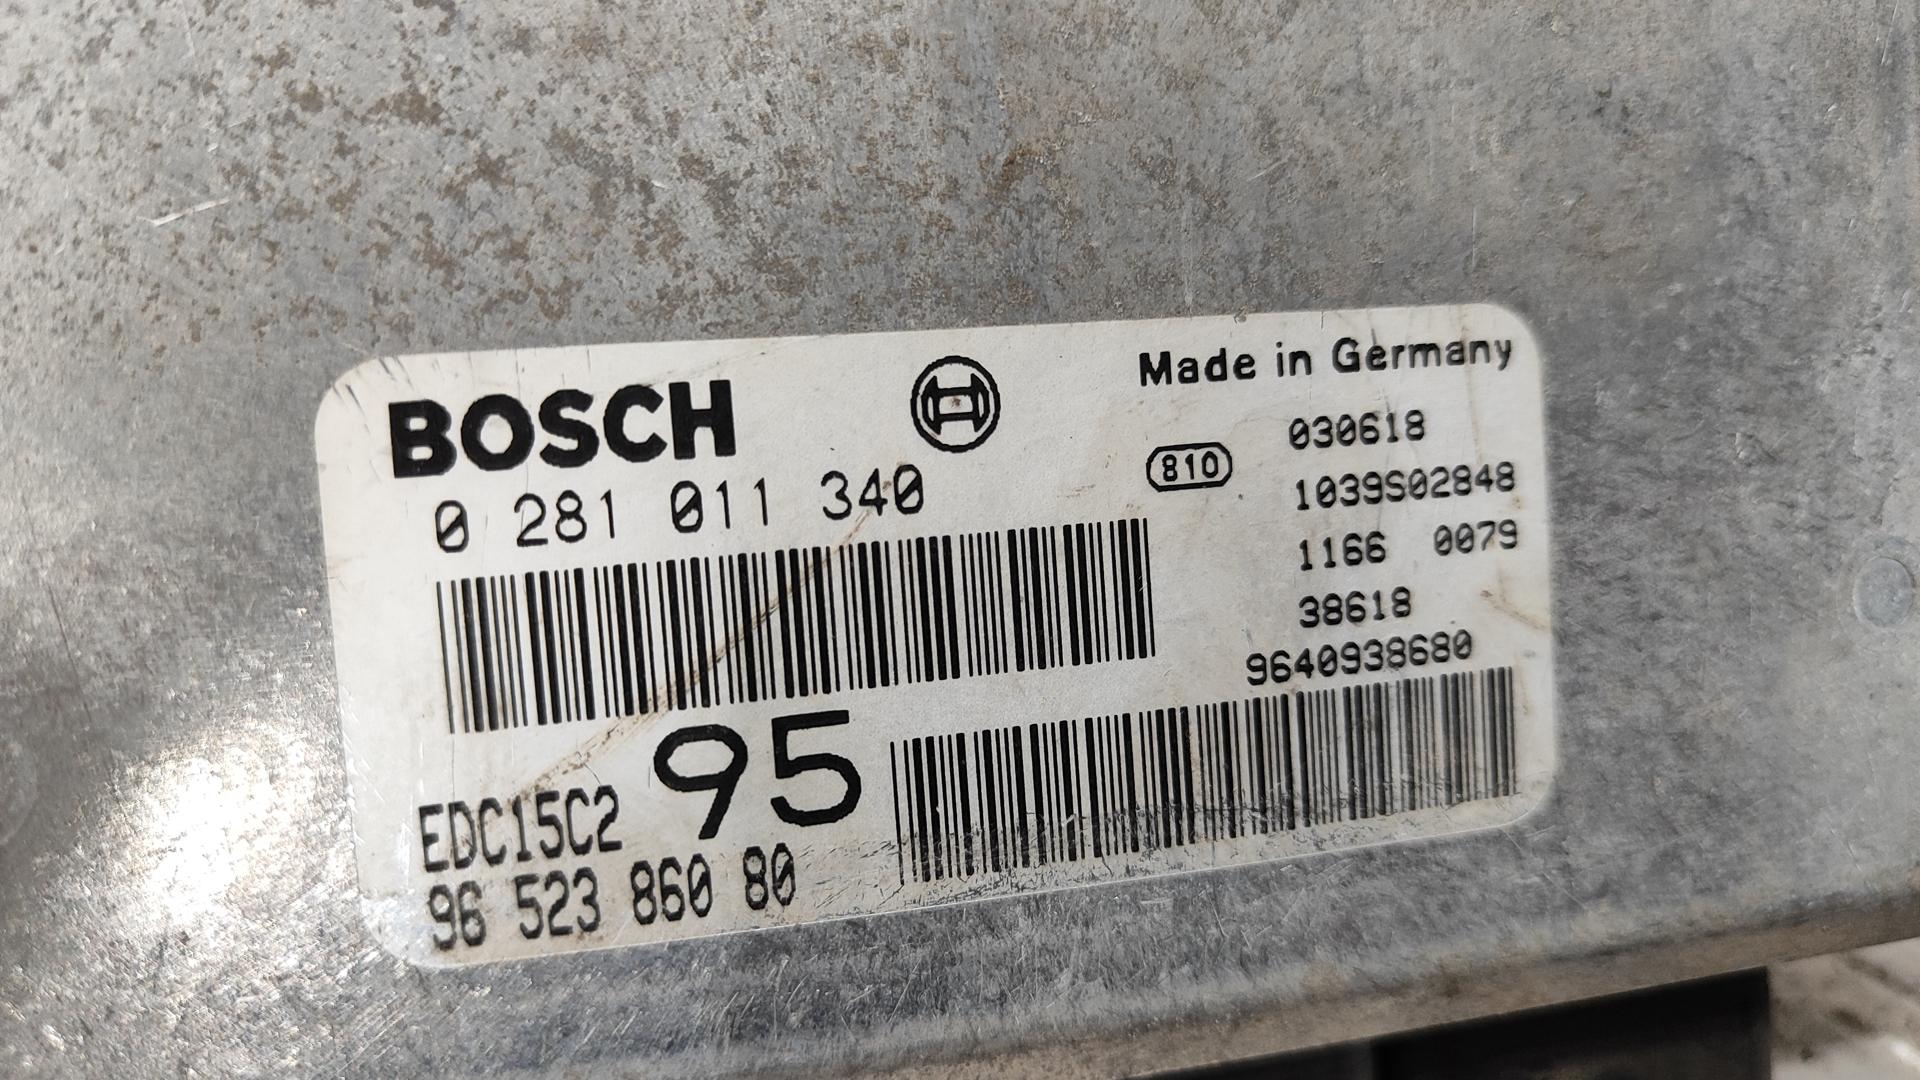 BOSCH
0 281 011 340
Made in Germany
810
030618
1039S02848
1166 0079
38618
9640938680
95
EDC15C2
96 523 860 80